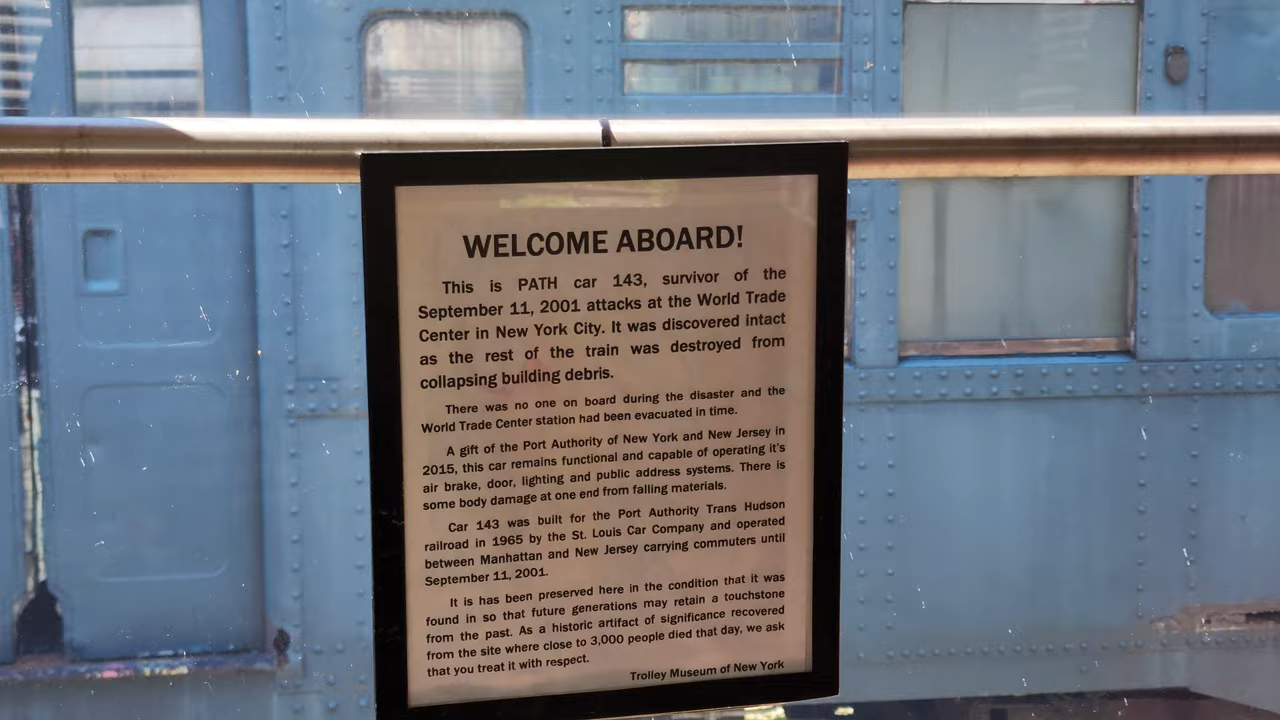 WELCOME ABOARD!
This is PATH car 143, survivor of the
September 11, 2001 attacks at the World Trade
Center in New York City. It was discovered intact
as the rest of the train was destroyed from
collapsing building debris.
There was no one on board during the disaster and the
World Trade Center station had been evacuated in time.
A gift of the Port Authority of New York and New Jersey in
2015, this car remains functional and capable of operating it's
air brake, door, lighting and public address systems. There is
some body damage at one end from falling materials.
Car 143 was built for the Port Authority Trans Hudson
railroad in 1965 by the St. Louis Car Company and operated
between Manhattan and New Jersey carrying commuters until
September 11, 2001.
It is has been preserved here in the condition that it was
found in so that future generations may retain a touchstone
from the past. As a historic artifact of significance recovered
from the site where close to 3,000 people died that day, we ask
that you treat it with respect.
Trolley Museum of New York